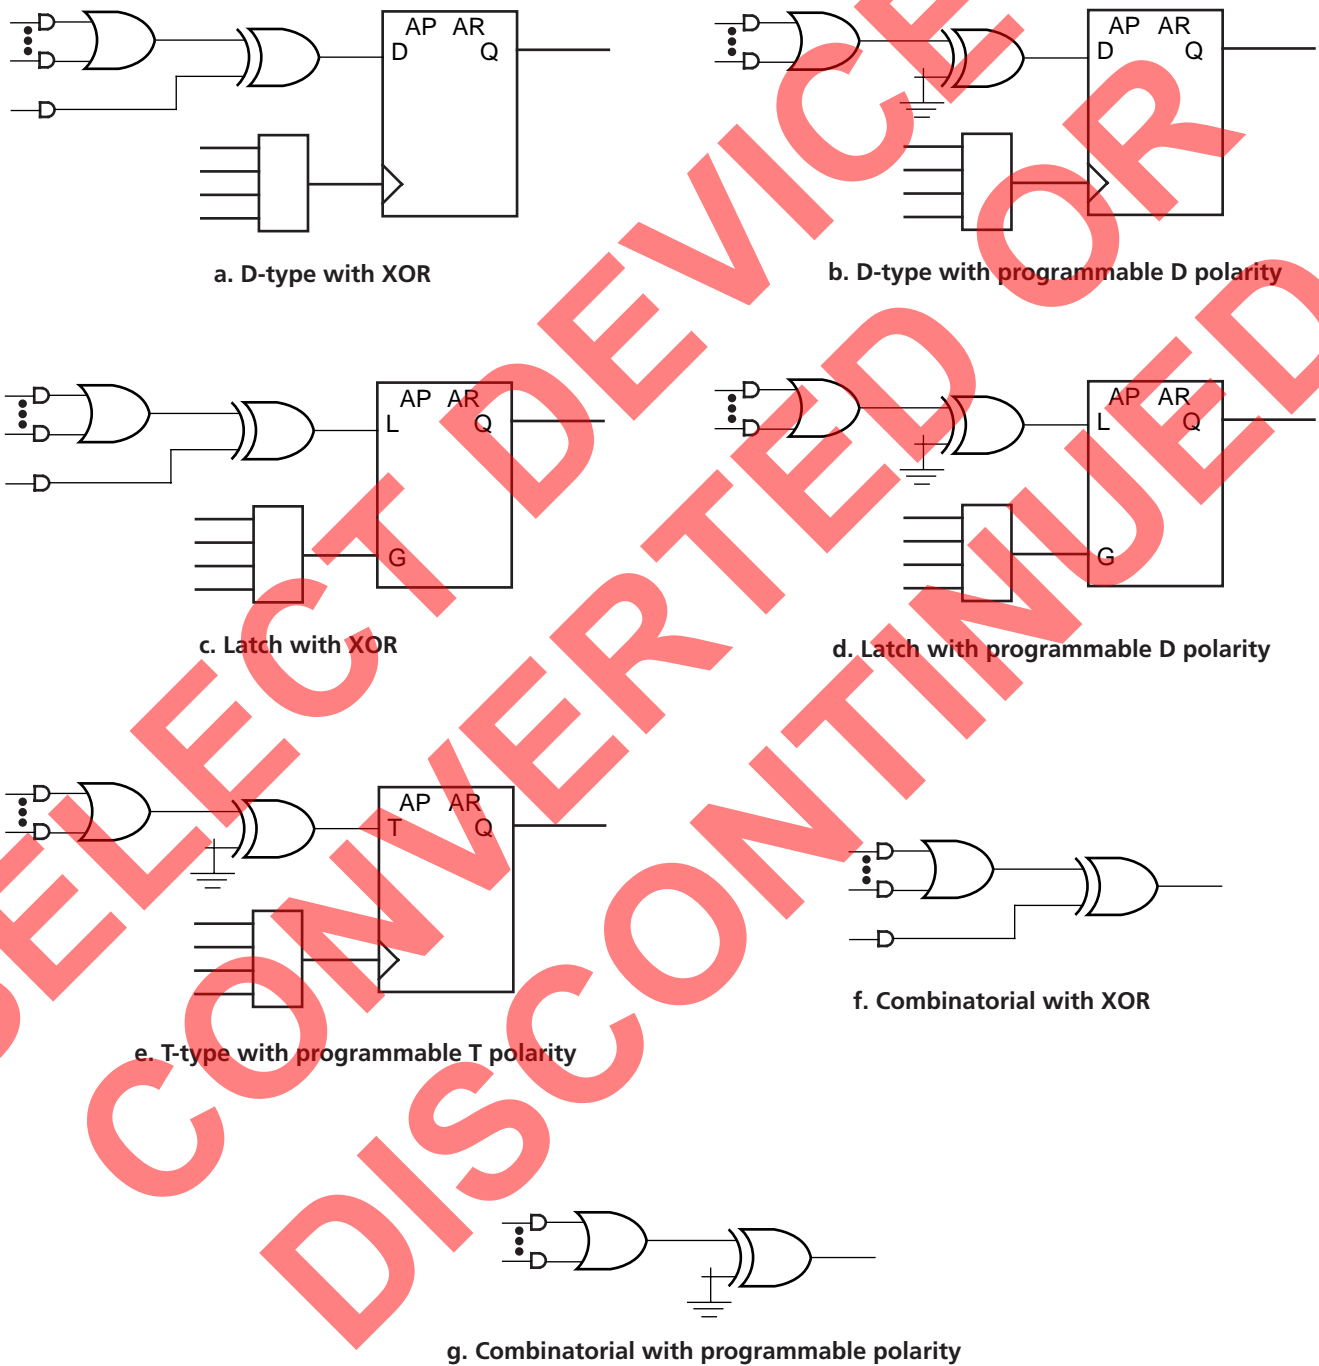 AP AR
D Q
a. D-type with XOR
AP AR
D Q
b. D-type with programmable D polarity
AP AR
L Q
G
c. Latch with XOR
AP AR
L Q
G
d. Latch with programmable D polarity
AP AR
T Q
e. T-type with programmable T polarity
f. Combinatorial with XOR
g. Combinatorial with programmable polarity
SELECT DEVICE
CONVERTED OR
DISCONTINUED